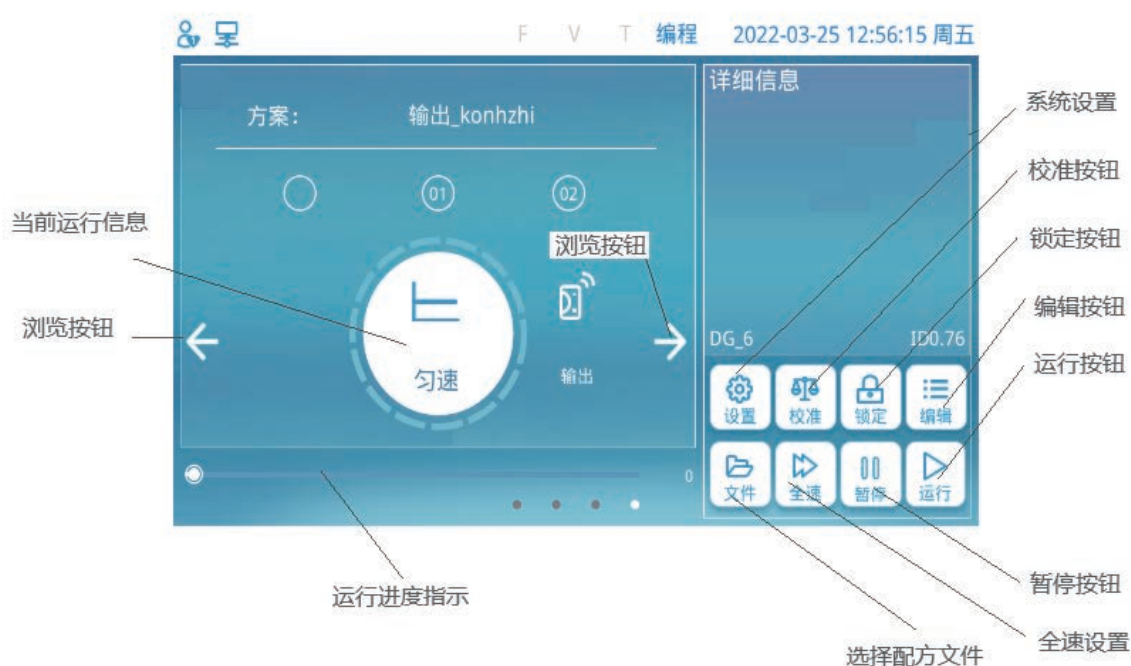 F V T 编程 2022-03-25 12:56:15 周五
方案: 输出_konhzhi
01 02
匀速
输出
0
详细信息
DG_6 ID0.76
设置 校准 锁定 编辑
文件 全速 暂停 运行
当前运行信息
浏览按钮
浏览按钮
运行进度指示
系统设置
校准按钮
锁定按钮
编辑按钮
运行按钮
暂停按钮
全速设置
选择配方文件